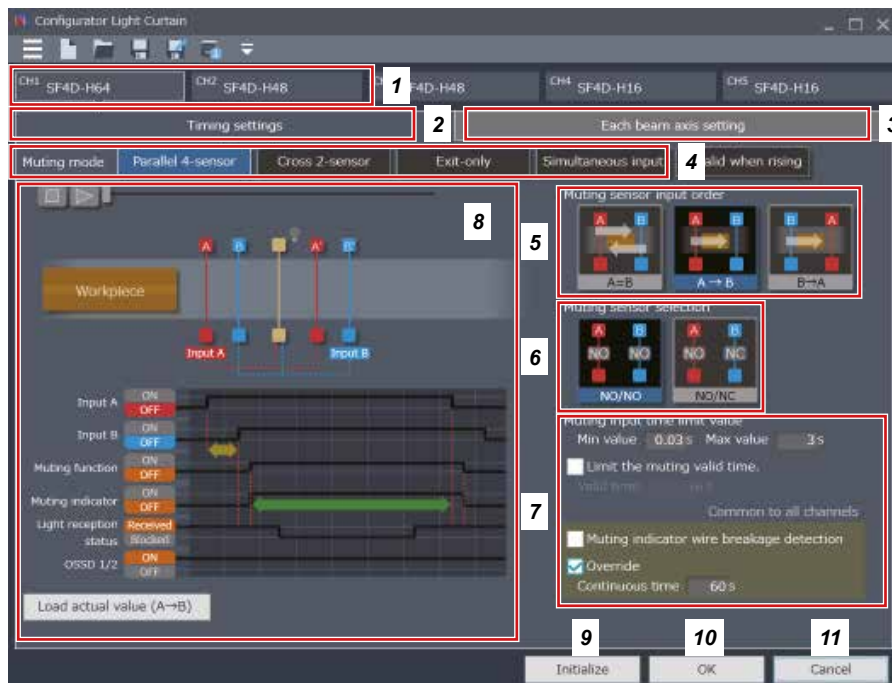 Configurator Light Curtain
CH1 SF4D-H64 CH2 SF4D-H48 1 F4D-H48 CH4 SF4D-H16 CH5 SF4D-H16
Timing settings 2 Each beam axis setting 3
Muting mode Parallel 4-sensor Cross 2-sensor Exit-only Simultaneous input 4 alid when rising
8
5 Muting sensor input order
A B A B B A
A=B A→B B→A
A B A' B'
Workpiece
Input A Input B
6 Muting sensor selection
A B A B
NO NO NO NC
NO/NO NO/NC
Input A ON
OFF
Input B ON
OFF
Muting function ON
OFF
Muting indicator ON
OFF
Light reception Received
status Blocked
OSSD 1/2 ON
OFF
Load actual value (A→B)
7 Muting input time limit value
Min value 0.03 s Max value 3 s
Limit the muting valid time.
Valid time
Common to all channels
Muting indicator wire breakage detection
Override
Continuous time 60 s
9 10 11
Initialize OK Cancel